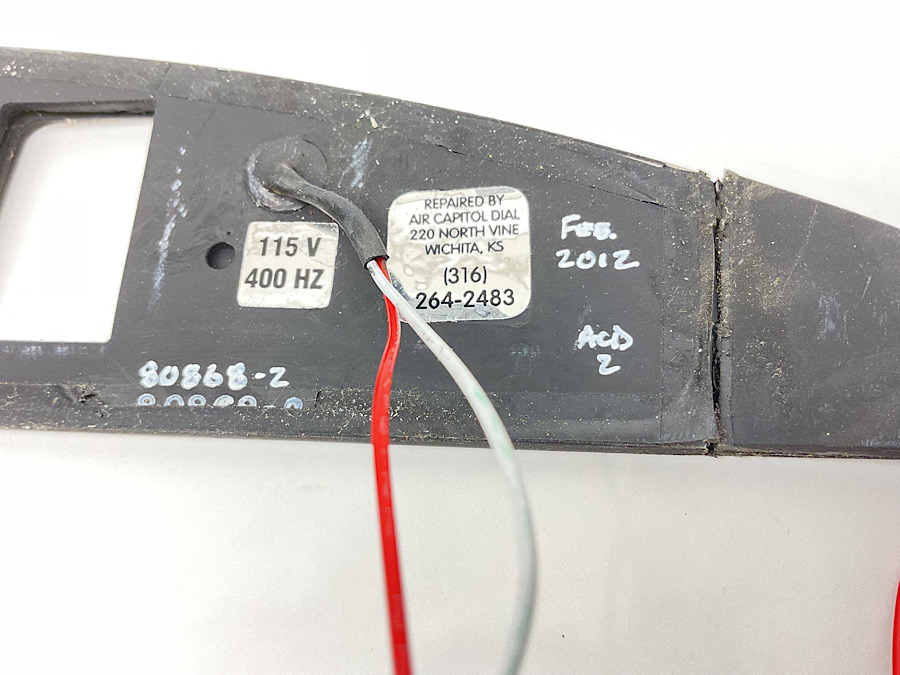 115 V
400 HZ
REPAIRED BY
AIR CAPITOL DIAL
220 NORTH VINE
WICHITA, KS
(316)
264-2483
FEB.
2012
ACD
2
80868-2